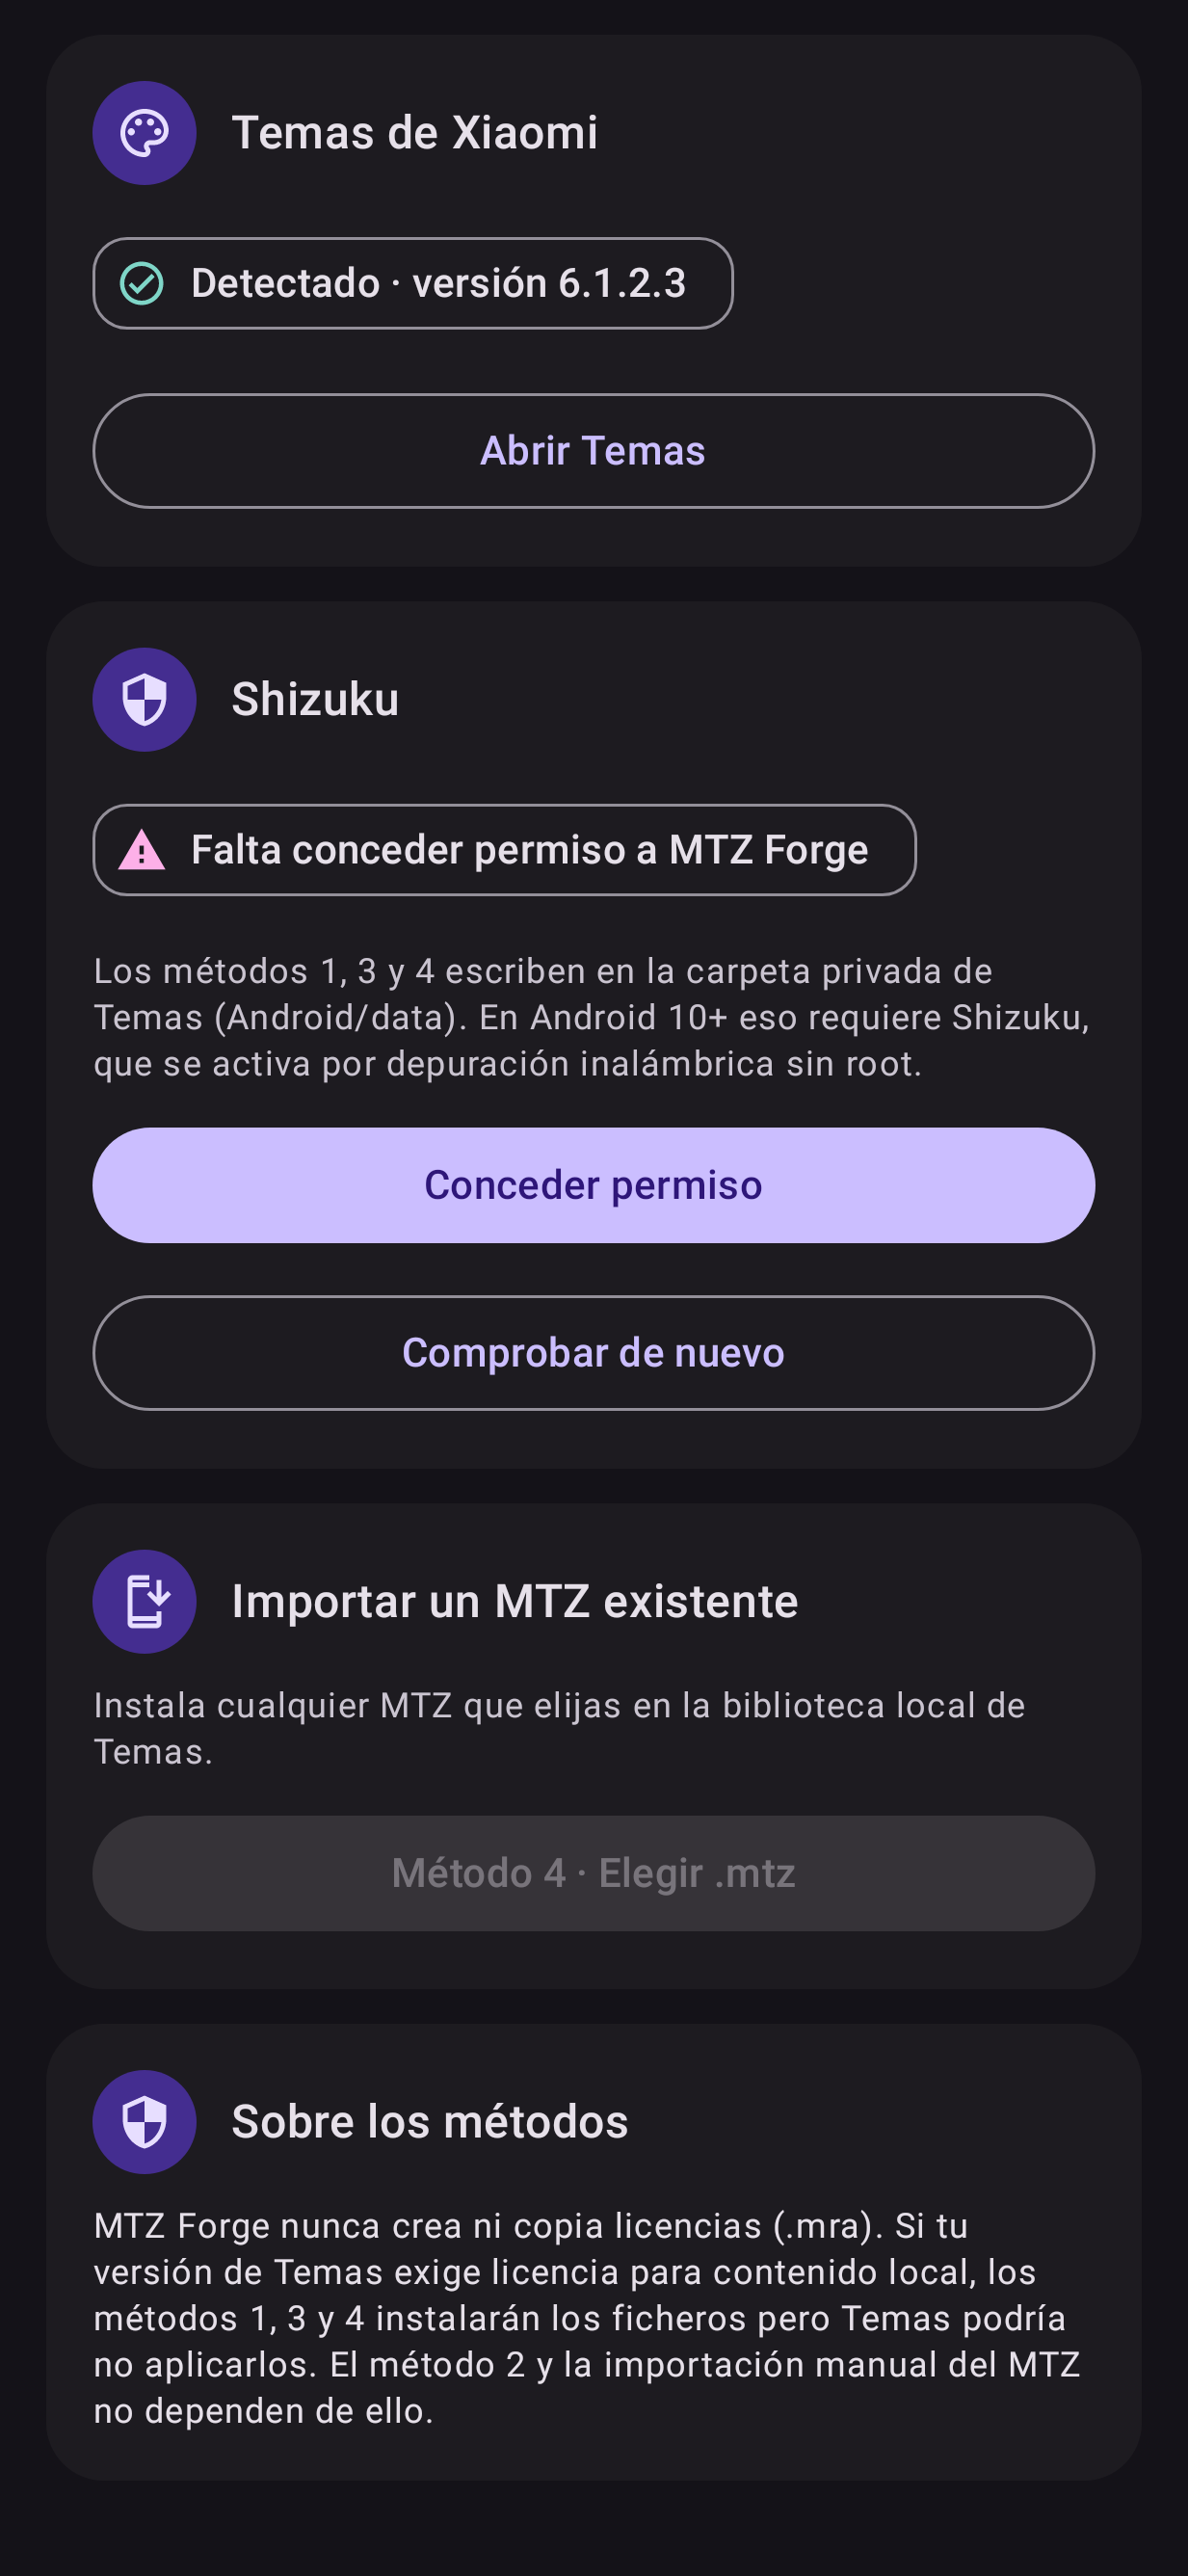 Temas de Xiaomi
Detectado · versión 6.1.2.3
Abrir Temas
Shizuku
Falta conceder permiso a MTZ Forge
Los métodos 1, 3 y 4 escriben en la carpeta privada de
Temas (Android/data). En Android 10+ eso requiere Shizuku,
que se activa por depuración inalámbrica sin root.
Conceder permiso
Comprobar de nuevo
Importar un MTZ existente
Instala cualquier MTZ que elijas en la biblioteca local de
Temas.
Método 4 · Elegir .mtz
Sobre los métodos
MTZ Forge nunca crea ni copia licencias (.mra). Si tu
versión de Temas exige licencia para contenido local, los
métodos 1, 3 y 4 instalarán los ficheros pero Temas podría
no aplicarlos. El método 2 y la importación manual del MTZ
no dependen de ello.